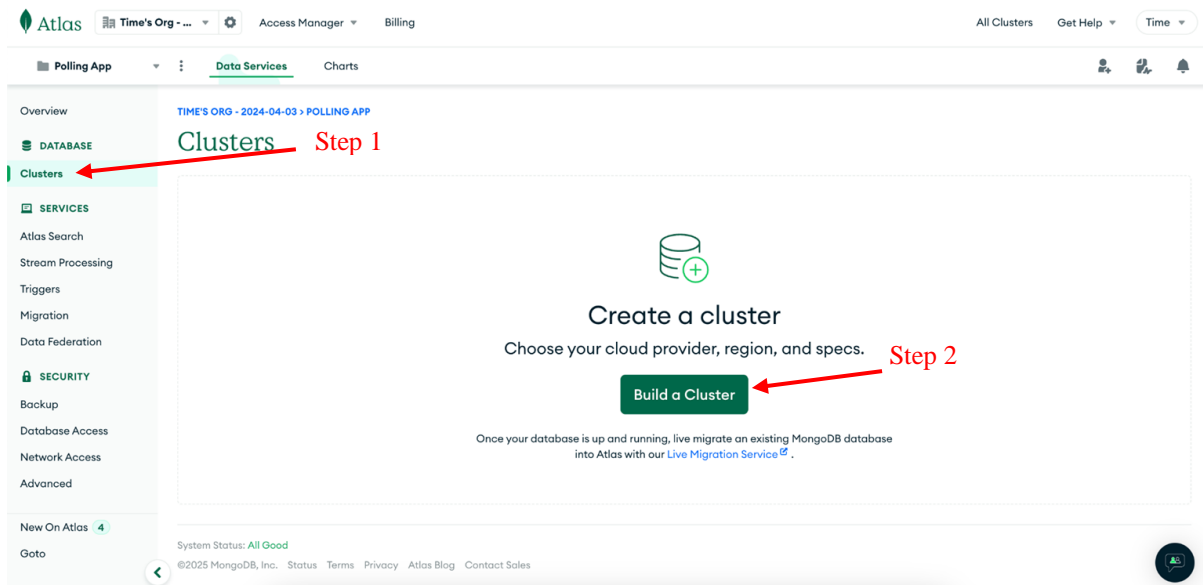 Atlas
Time's Org - ...
Access Manager
Billing
All Clusters
Get Help
Time
Polling App
Data Services
Charts
Overview
DATABASE
Clusters
SERVICES
Atlas Search
Stream Processing
Triggers
Migration
Data Federation
SECURITY
Backup
Database Access
Network Access
Advanced
New On Atlas 4
Goto
TIME'S ORG - 2024-04-03 > POLLING APP
Clusters
Step 1
Create a cluster
Choose your cloud provider, region, and specs.
Step 2
Build a Cluster
Once your database is up and running, live migrate an existing MongoDB database
into Atlas with our Live Migration Service .
System Status: All Good
©2025 MongoDB, Inc. Status Terms Privacy Atlas Blog Contact Sales